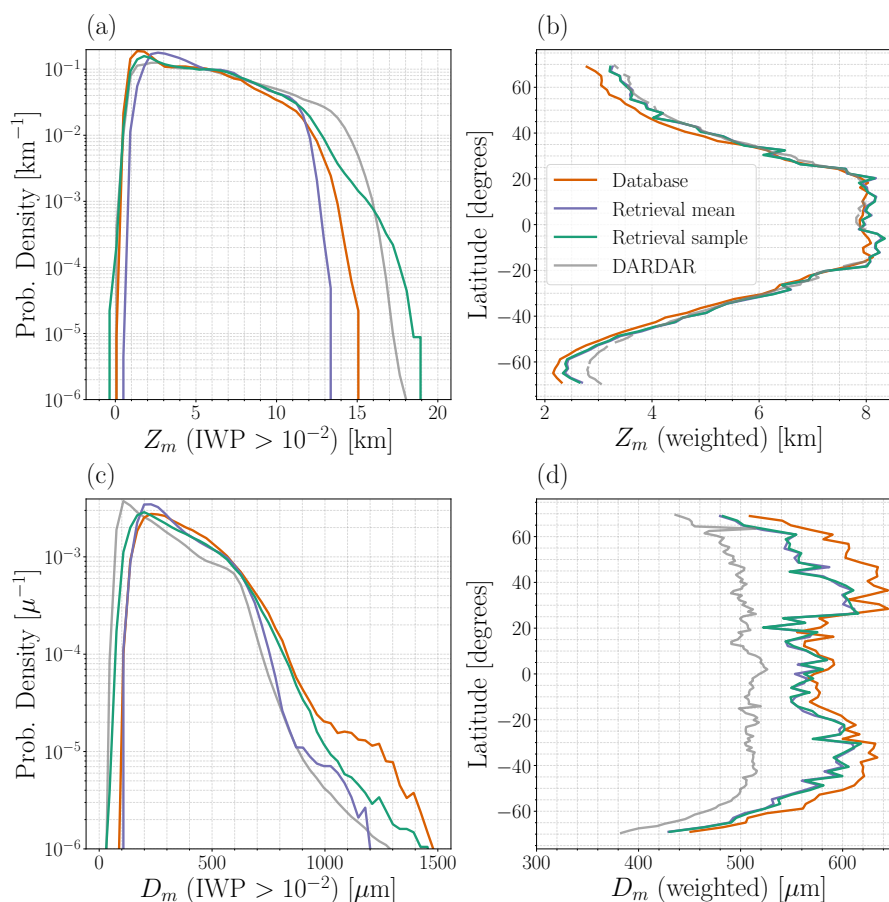 (a)
(b)
Prob. Density [km⁻¹]
10⁻¹
10⁻²
10⁻³
10⁻⁴
10⁻⁵
10⁻⁶
0 5 10 15 20
Z_m (IWP > 10⁻²) [km]
Latitude [degrees]
60
40
20
0
−20
−40
−60
2 4 6 8
Z_m (weighted) [km]
Database
Retrieval mean
Retrieval sample
DARDAR
(c)
(d)
Prob. Density [μ⁻¹]
10⁻³
10⁻⁴
10⁻⁵
10⁻⁶
0 500 1000 1500
D_m (IWP > 10⁻²) [μm]
Latitude [degrees]
60
40
20
0
−20
−40
−60
300 400 500 600
D_m (weighted) [μm]